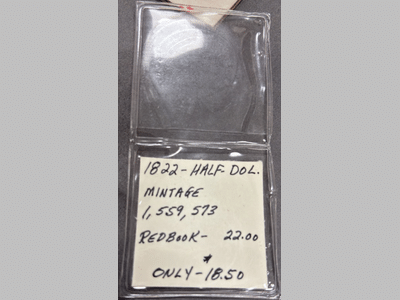 1822-HALF DOL.
MINTAGE
1,559,573
REDBOOK- 22.00
*
ONLY-18.50